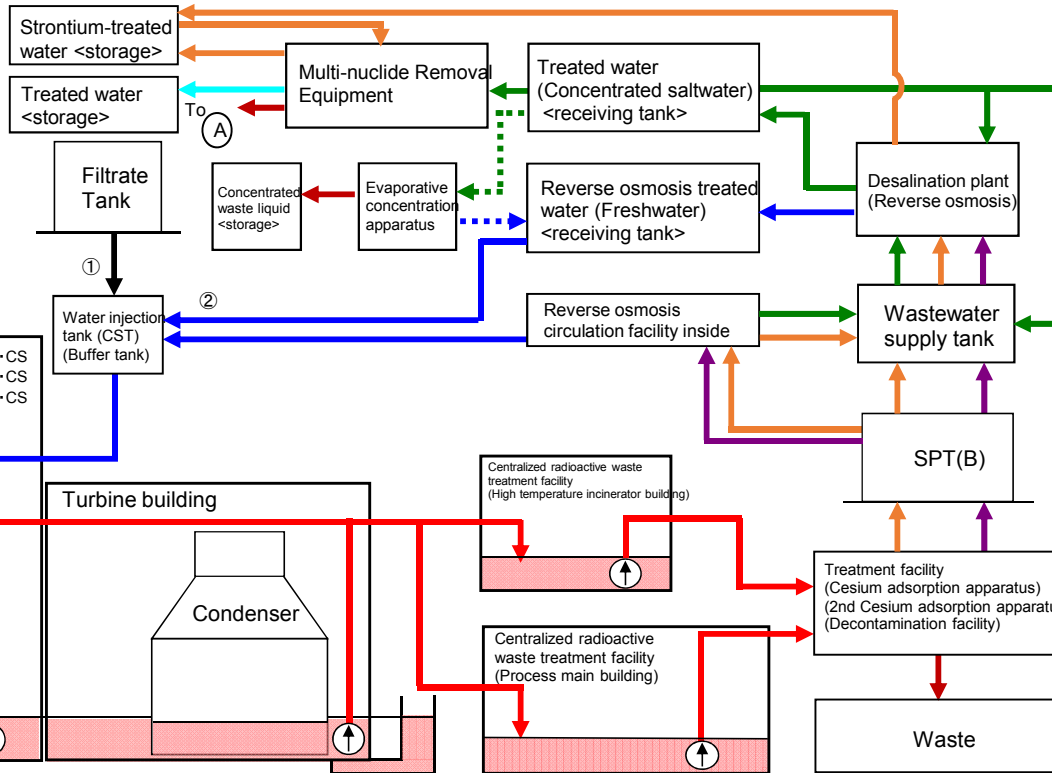 Strontium-treated
water <storage>
Treated water
<storage>
To
A
Multi-nuclide Removal
Equipment
Treated water
(Concentrated saltwater)
<receiving tank>
Filtrate
Tank
Concentrated
waste liquid
<storage>
Evaporative
concentration
apparatus
Reverse osmosis treated
water (Freshwater)
<receiving tank>
Desalination plant
(Reverse osmosis)
①
②
Water injection
tank (CST)
(Buffer tank)
Reverse osmosis
circulation facility inside
Wastewater
supply tank
・CS
・CS
・CS
SPT(B)
Turbine building
Condenser
Centralized radioactive waste
treatment facility
(High temperature incinerator building)
Centralized radioactive
waste treatment facility
(Process main building)
Treatment facility
(Cesium adsorption apparatus)
(2nd Cesium adsorption apparatu
(Decontamination facility)
Waste